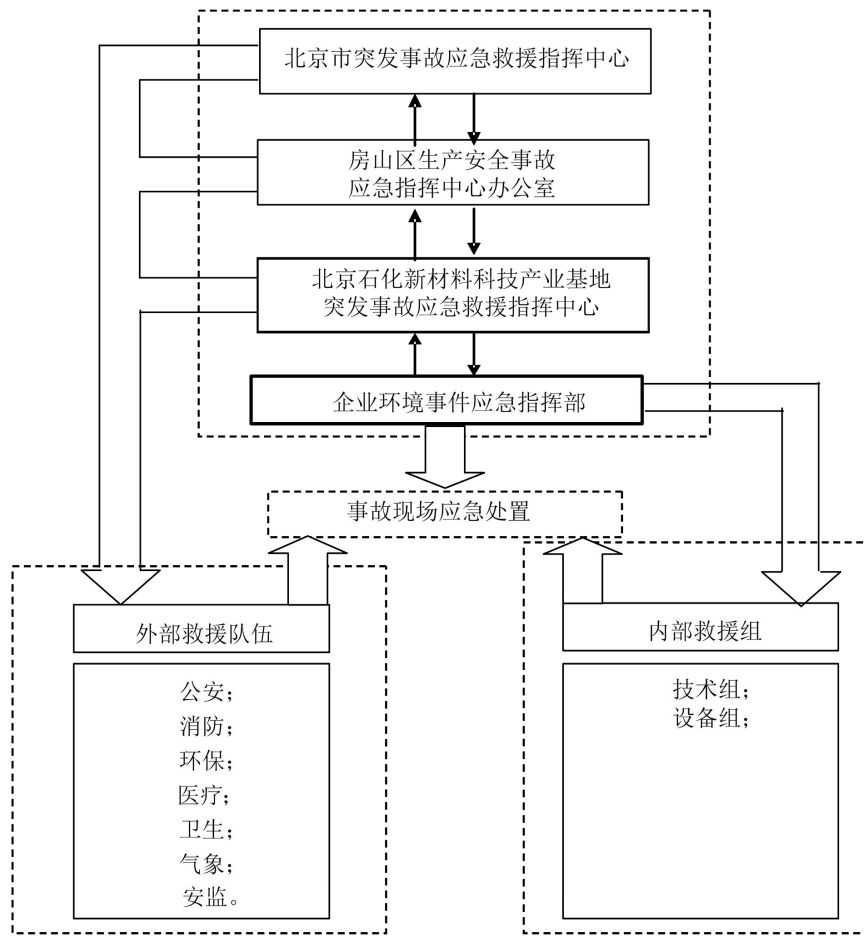 北京市突发事故应急救援指挥中心
房山区生产安全事故
应急指挥中心办公室
北京石化新材料科技产业基地
突发事故应急救援指挥中心
企业环境事件应急指挥部
事故现场应急处置
外部救援队伍
公安；
消防；
环保；
医疗；
卫生；
气象；
安监。
内部救援组
技术组；
设备组；